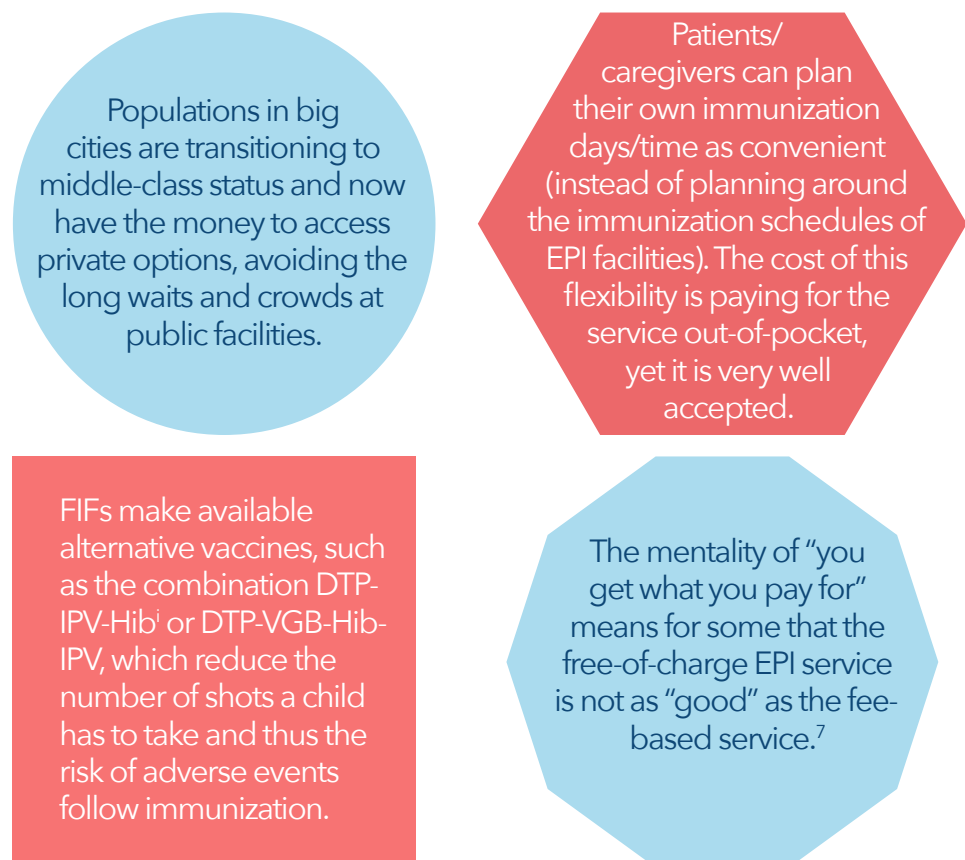 Populations in big
cities are transitioning to
middle-class status and now
have the money to access
private options, avoiding the
long waits and crowds at
public facilities.
Patients/
caregivers can plan
their own immunization
days/time as convenient
(instead of planning around
the immunization schedules of
EPI facilities). The cost of this
flexibility is paying for the
service out-of-pocket,
yet it is very well
accepted.
FIFs make available
alternative vaccines, such
as the combination DTP-
IPV-Hibⁱ or DTP-VGB-Hib-
IPV, which reduce the
number of shots a child
has to take and thus the
risk of adverse events
follow immunization.
The mentality of “you
get what you pay for”
means for some that the
free-of-charge EPI service
is not as “good” as the fee-
based service.⁷